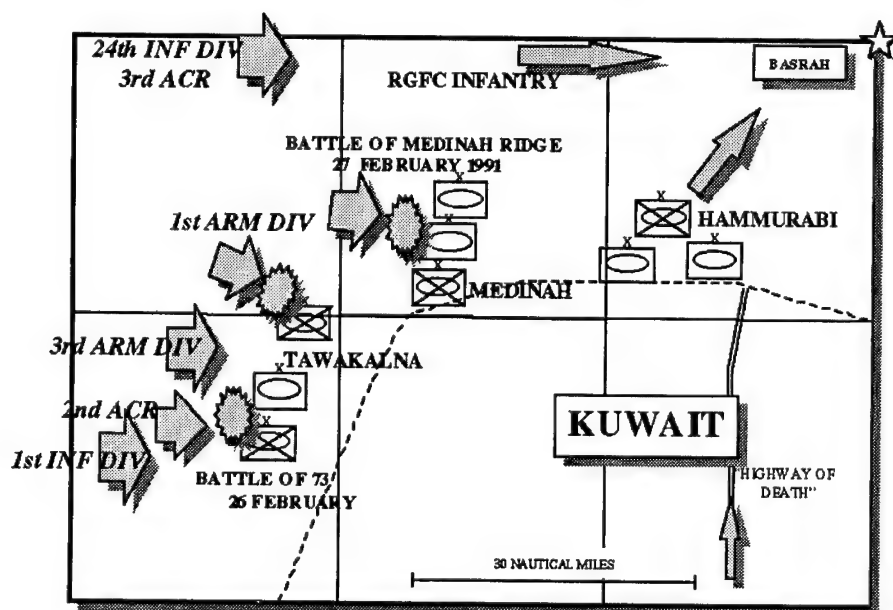 24th INF DIV
3rd ACR
RGFC INFANTRY
BASRAH
BATTLE OF MEDINAH RIDGE
27 FEBRUARY 1991
X
X
X
X
X
X
1st ARM DIV
HAMMURABI
MEDINAH
3rd ARM DIV
TAWAKALNA
X
2nd ACR
X
1st INF DIV
KUWAIT
BATTLE OF 73
26 FEBRUARY
"HIGHWAY OF
DEATH"
30 NAUTICAL MILES